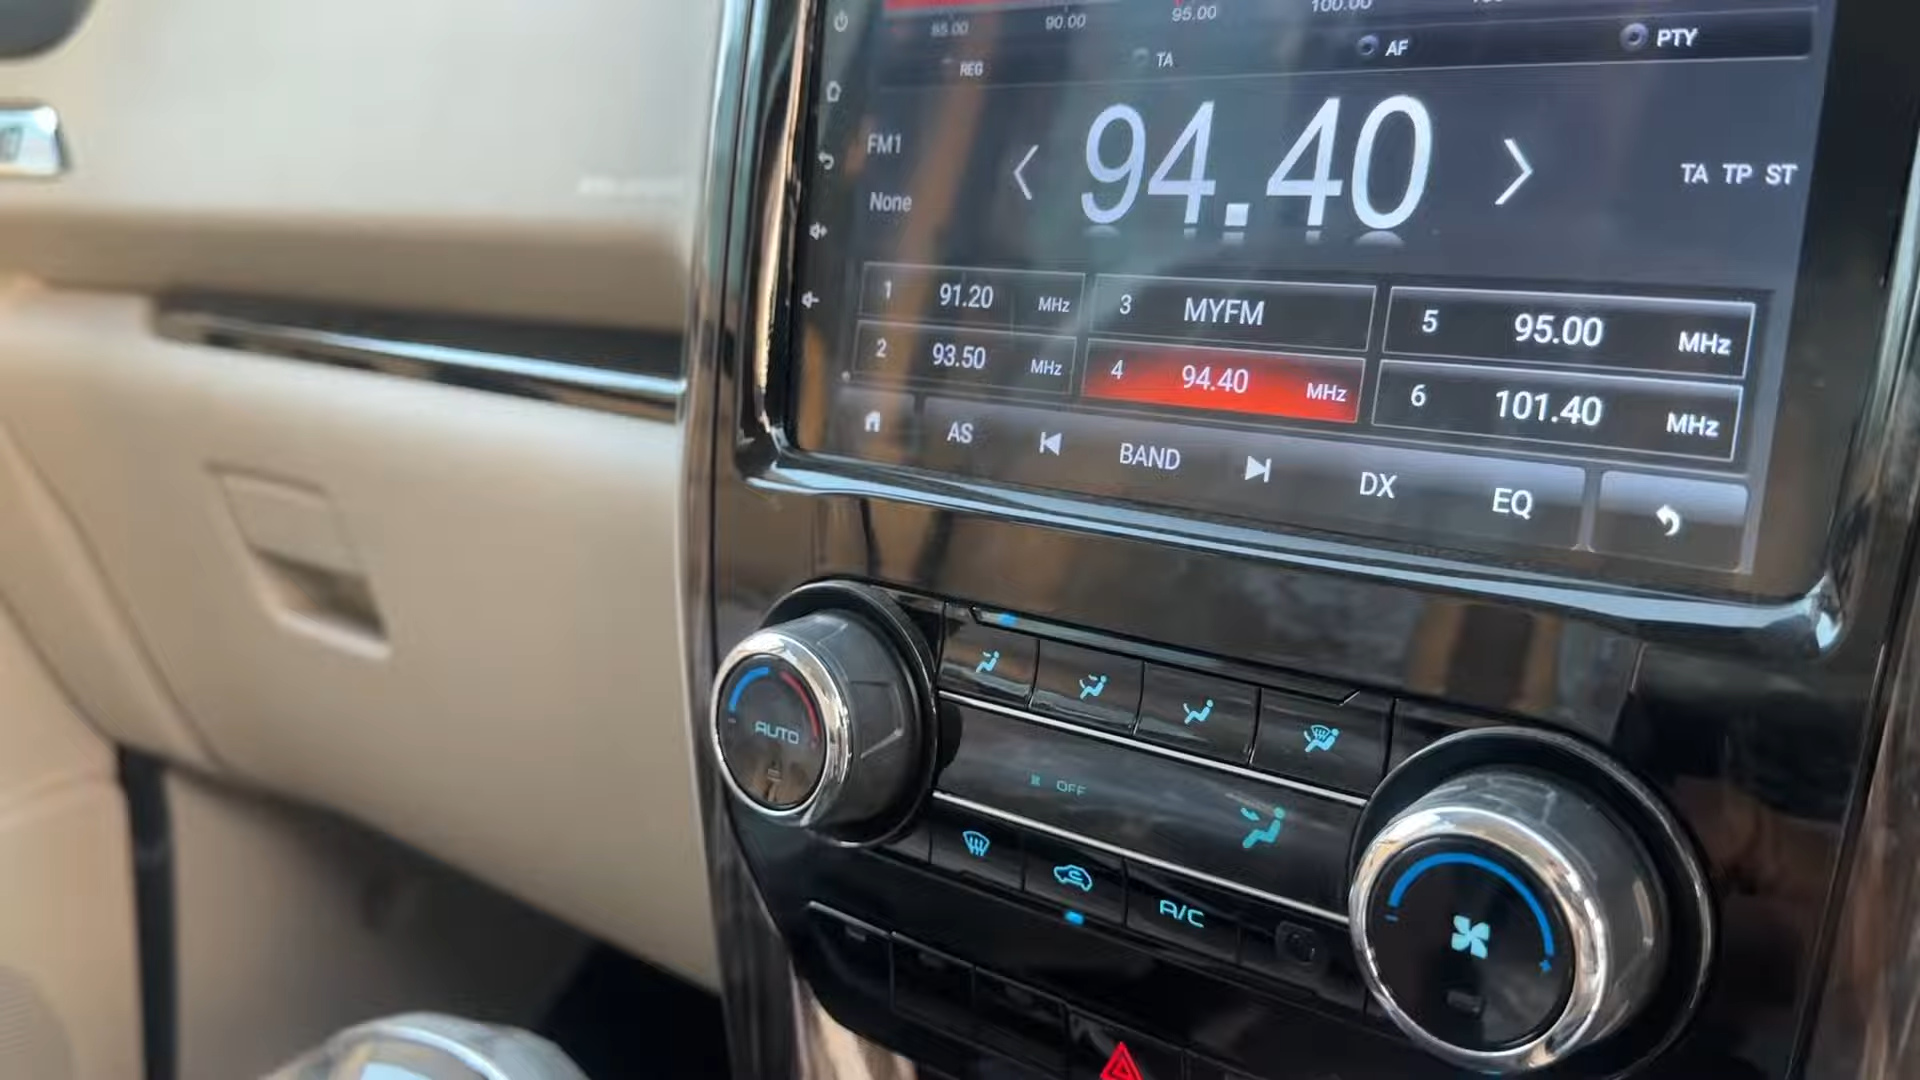 85.00 90.00 95.00 100.00
REG TA AF PTY
FM1
94.40
TA TP ST
None
1 91.20 MHz
2 93.50 MHz
3 MYFM
4 94.40 MHz
5 95.00 MHz
6 101.40 MHz
AS BAND DX EQ
AUTO
OFF
A/C